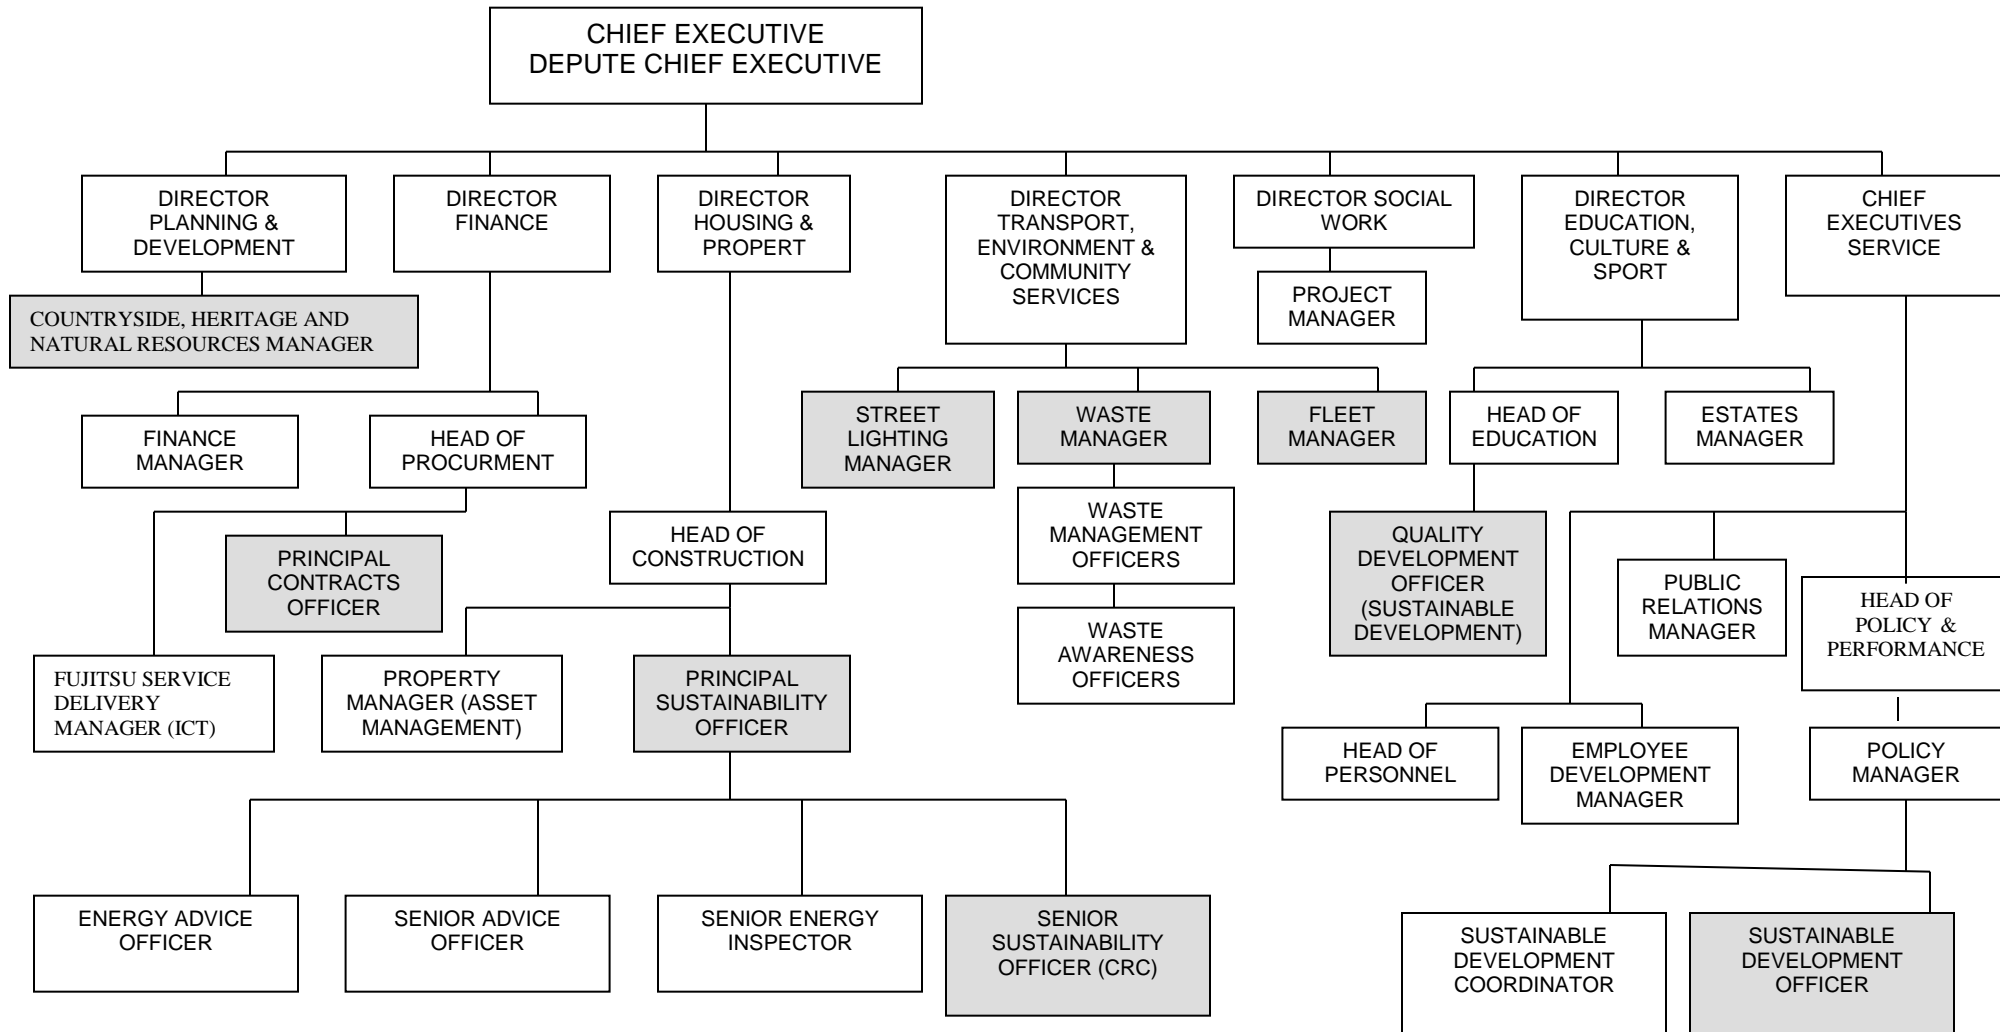 CHIEF EXECUTIVE
DEPUTE CHIEF EXECUTIVE
DIRECTOR
PLANNING &
DEVELOPMENT
DIRECTOR
FINANCE
DIRECTOR
HOUSING &
PROPERT
DIRECTOR
TRANSPORT,
ENVIRONMENT &
COMMUNITY
SERVICES
DIRECTOR SOCIAL
WORK
DIRECTOR
EDUCATION,
CULTURE &
SPORT
CHIEF
EXECUTIVES
SERVICE
COUNTRYSIDE, HERITAGE AND
NATURAL RESOURCES MANAGER
PROJECT
MANAGER
FINANCE
MANAGER
HEAD OF
PROCURMENT
STREET
LIGHTING
MANAGER
WASTE
MANAGER
FLEET
MANAGER
HEAD OF
EDUCATION
ESTATES
MANAGER
PRINCIPAL
CONTRACTS
OFFICER
HEAD OF
CONSTRUCTION
WASTE
MANAGEMENT
OFFICERS
QUALITY
DEVELOPMENT
OFFICER
(SUSTAINABLE
DEVELOPMENT)
PUBLIC
RELATIONS
MANAGER
HEAD OF
POLICY &
PERFORMANCE
WASTE
AWARENESS
OFFICERS
FUJITSU SERVICE
DELIVERY
MANAGER (ICT)
PROPERTY
MANAGER (ASSET
MANAGEMENT)
PRINCIPAL
SUSTAINABILITY
OFFICER
HEAD OF
PERSONNEL
EMPLOYEE
DEVELOPMENT
MANAGER
POLICY
MANAGER
ENERGY ADVICE
OFFICER
SENIOR ADVICE
OFFICER
SENIOR ENERGY
INSPECTOR
SENIOR
SUSTAINABILITY
OFFICER (CRC)
SUSTAINABLE
DEVELOPMENT
COORDINATOR
SUSTAINABLE
DEVELOPMENT
OFFICER